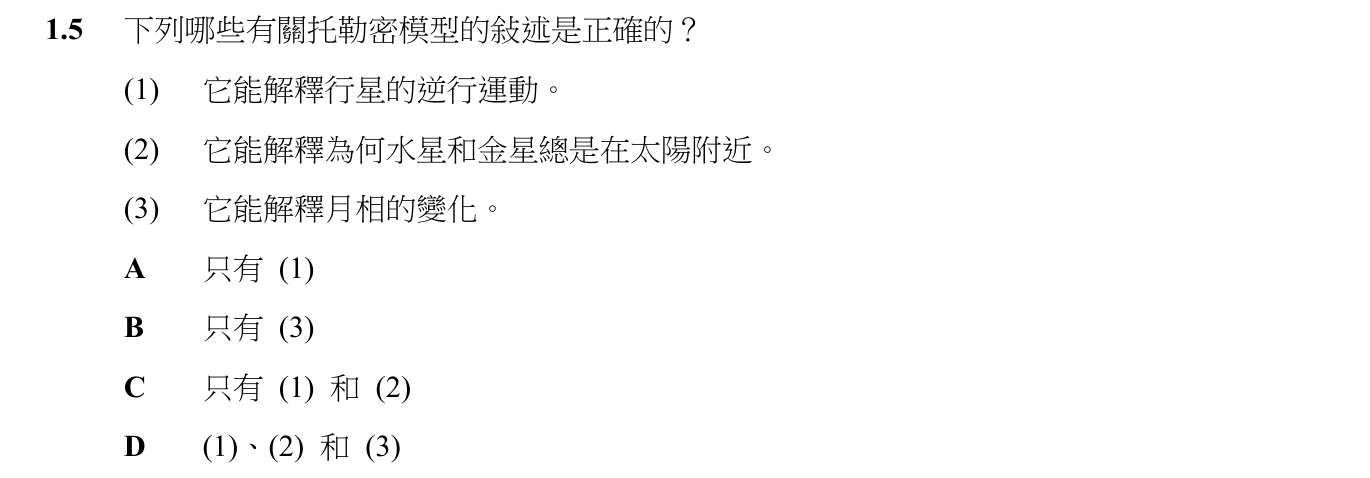 1.5 下列哪些有關托勒密模型的敍述是正確的？
(1) 它能解釋行星的逆行運動。
(2) 它能解釋為何水星和金星總是在太陽附近。
(3) 它能解釋月相的變化。
A 只有 (1)
B 只有 (3)
C 只有 (1) 和 (2)
D (1)、(2) 和 (3)